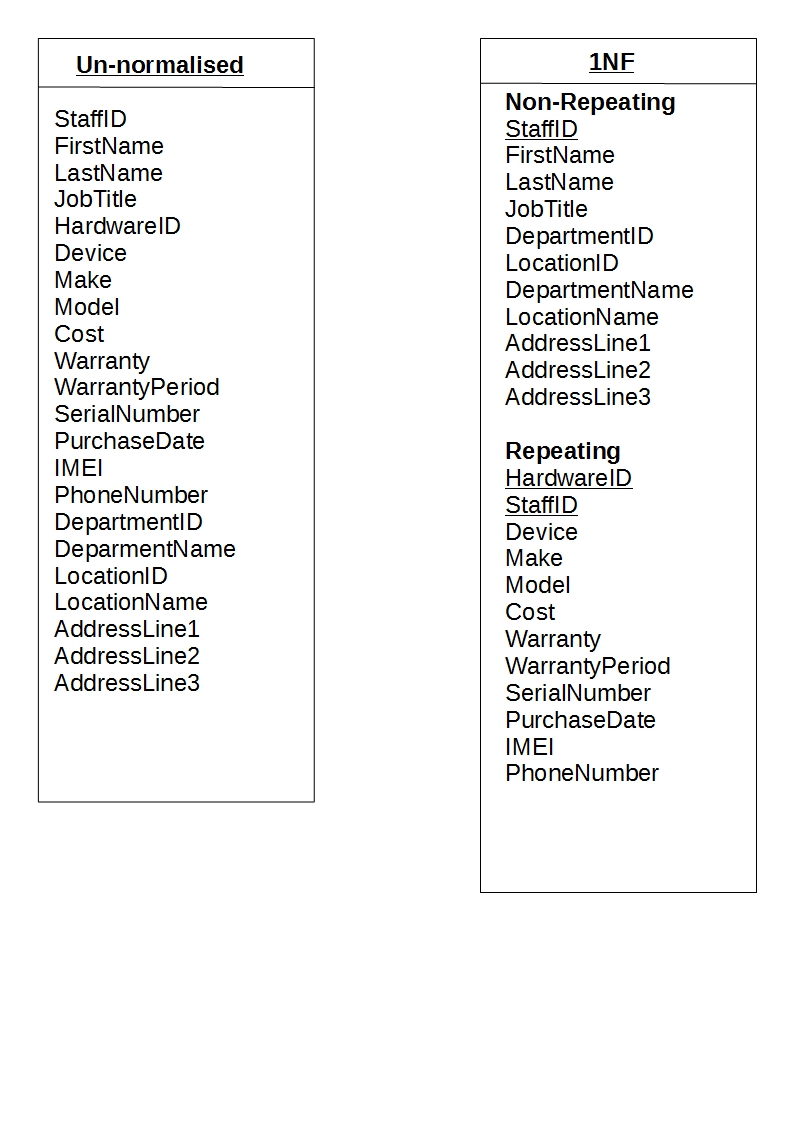 Un-normalised
StaffID
FirstName
LastName
JobTitle
HardwareID
Device
Make
Model
Cost
Warranty
WarrantyPeriod
SerialNumber
PurchaseDate
IMEI
PhoneNumber
DepartmentID
DeparmentName
LocationID
LocationName
AddressLine1
AddressLine2
AddressLine3
1NF
Non-Repeating
StaffID
FirstName
LastName
JobTitle
DepartmentID
LocationID
DepartmentName
LocationName
AddressLine1
AddressLine2
AddressLine3
Repeating
HardwareID
StaffID
Device
Make
Model
Cost
Warranty
WarrantyPeriod
SerialNumber
PurchaseDate
IMEI
PhoneNumber